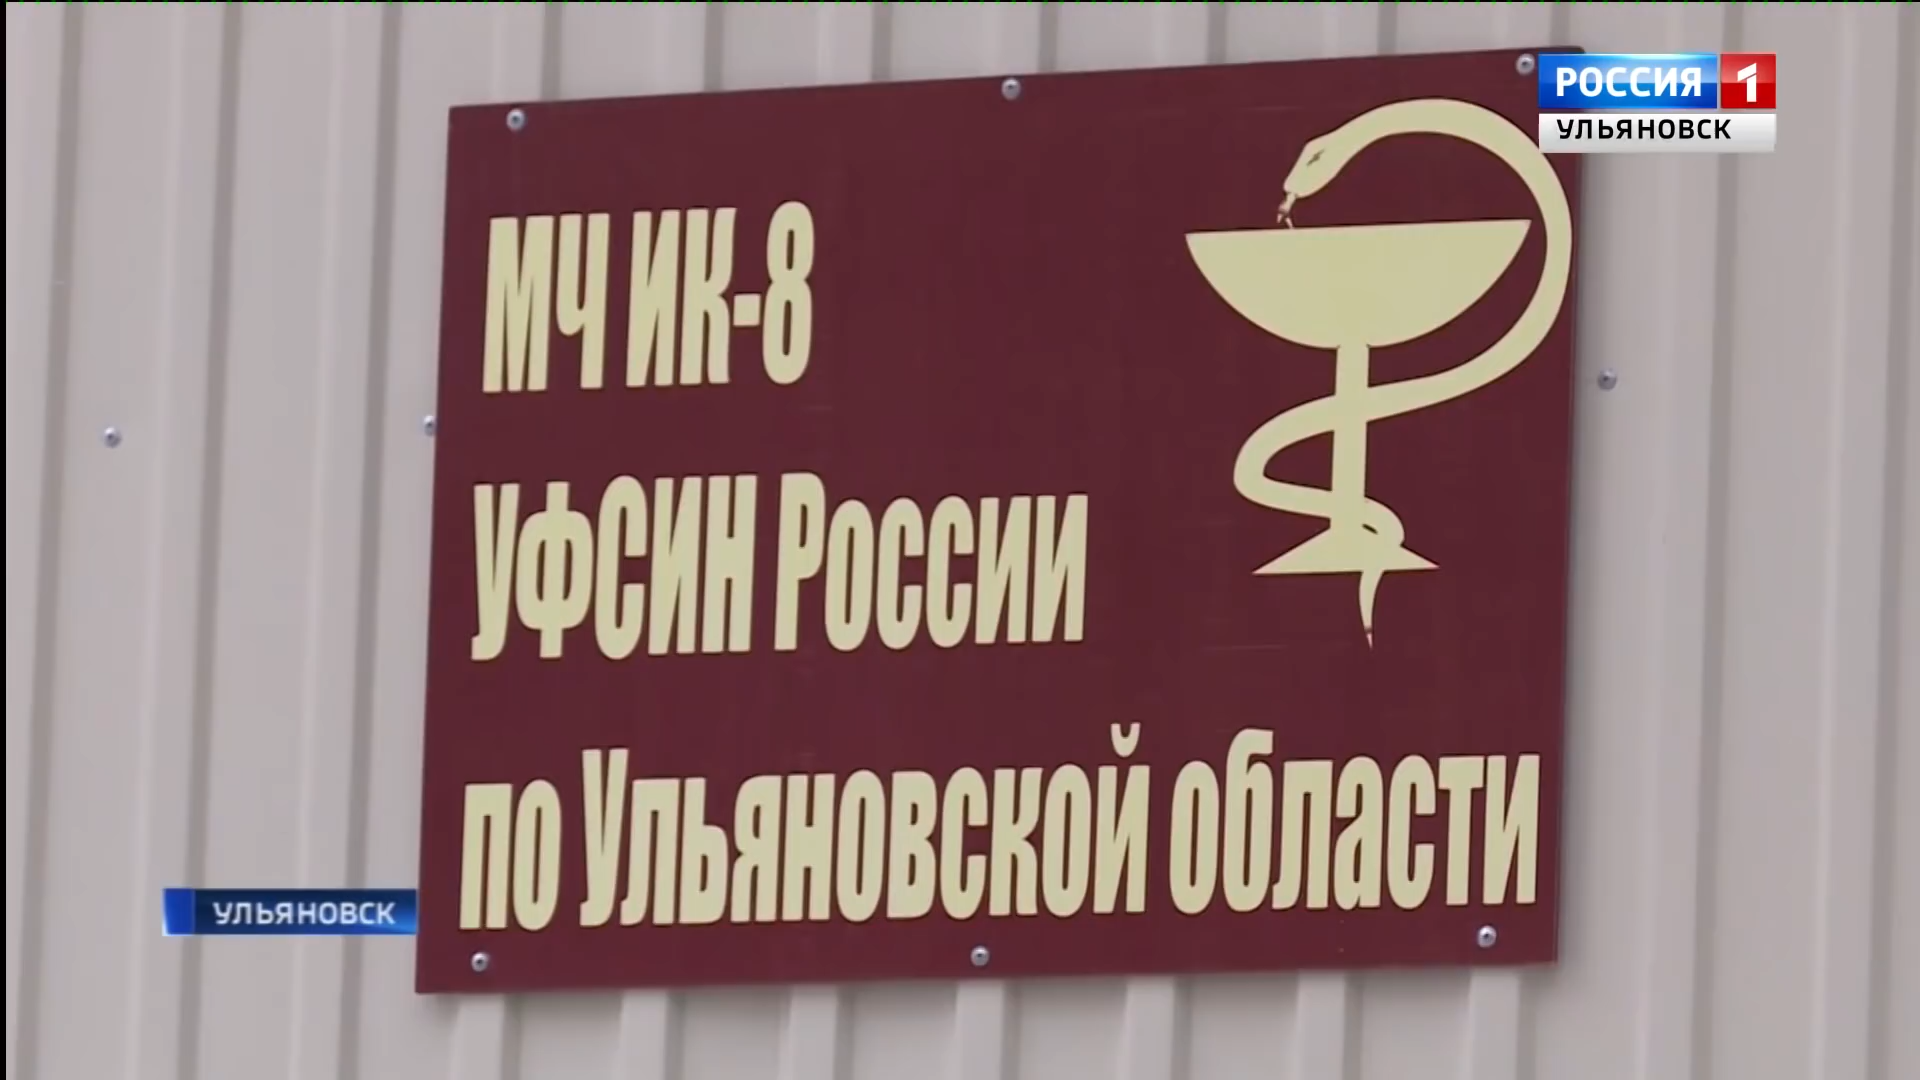 РОССИЯ 1
УЛЬЯНОВСК
МЧ ИК-8
УФСИН России
по Ульяновской области
УЛЬЯНОВСК